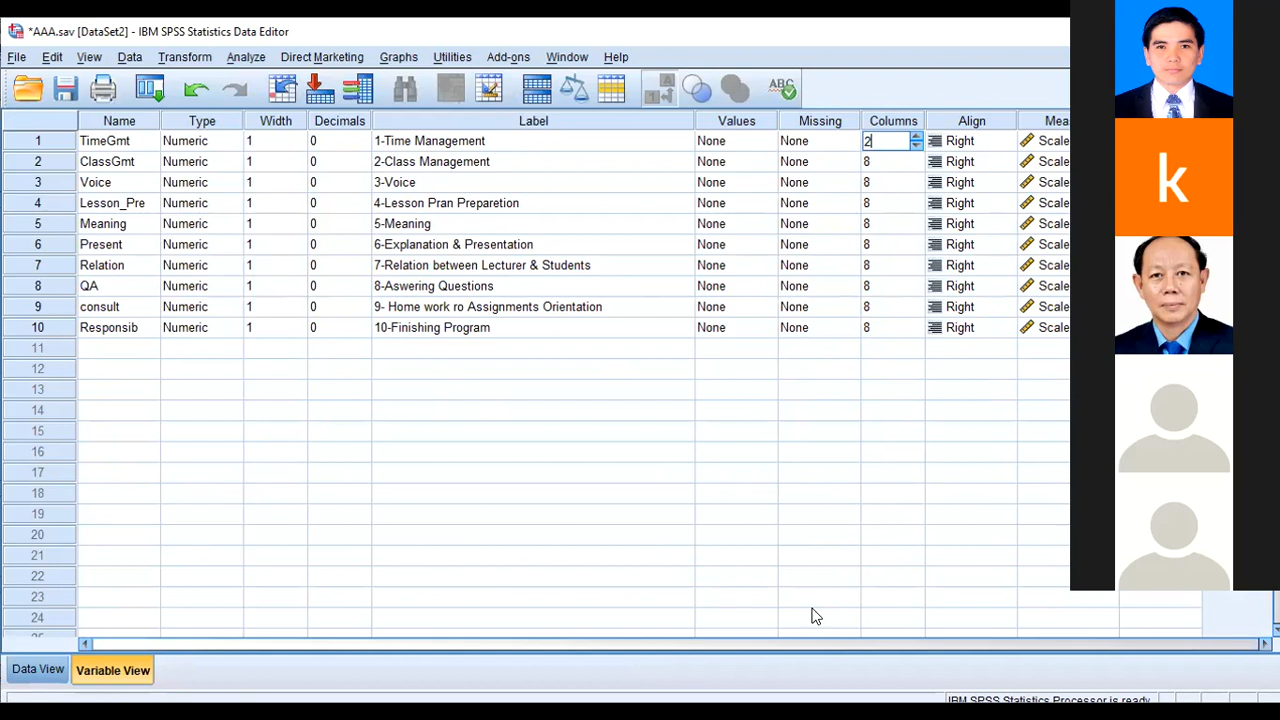 *AAA.sav [DataSet2] - IBM SPSS Statistics Data Editor
File Edit View Data Transform Analyze Direct Marketing Graphs Utilities Add-ons Window Help
A
1
ABC
Name Type Width Decimals Label Values Missing Columns Align Mea
1 TimeGmt Numeric 1 0 1-Time Management None None 2 Right Scale
2 ClassGmt Numeric 1 0 2-Class Management None None 8 Right Scale
3 Voice Numeric 1 0 3-Voice None None 8 Right Scale
4 Lesson_Pre Numeric 1 0 4-Lesson Pran Preparetion None None 8 Right Scale
5 Meaning Numeric 1 0 5-Meaning None None 8 Right Scale
6 Present Numeric 1 0 6-Explanation & Presentation None None 8 Right Scale
7 Relation Numeric 1 0 7-Relation between Lecturer & Students None None 8 Right Scale
8 QA Numeric 1 0 8-Aswering Questions None None 8 Right Scale
9 consult Numeric 1 0 9- Home work ro Assignments Orientation None None 8 Right Scale
10 Responsib Numeric 1 0 10-Finishing Program None None 8 Right Scale
11
12
13
14
15
16
17
18
19
20
21
22
23
24
k
Data View Variable View
IBM SPSS Statistics Processor is ready